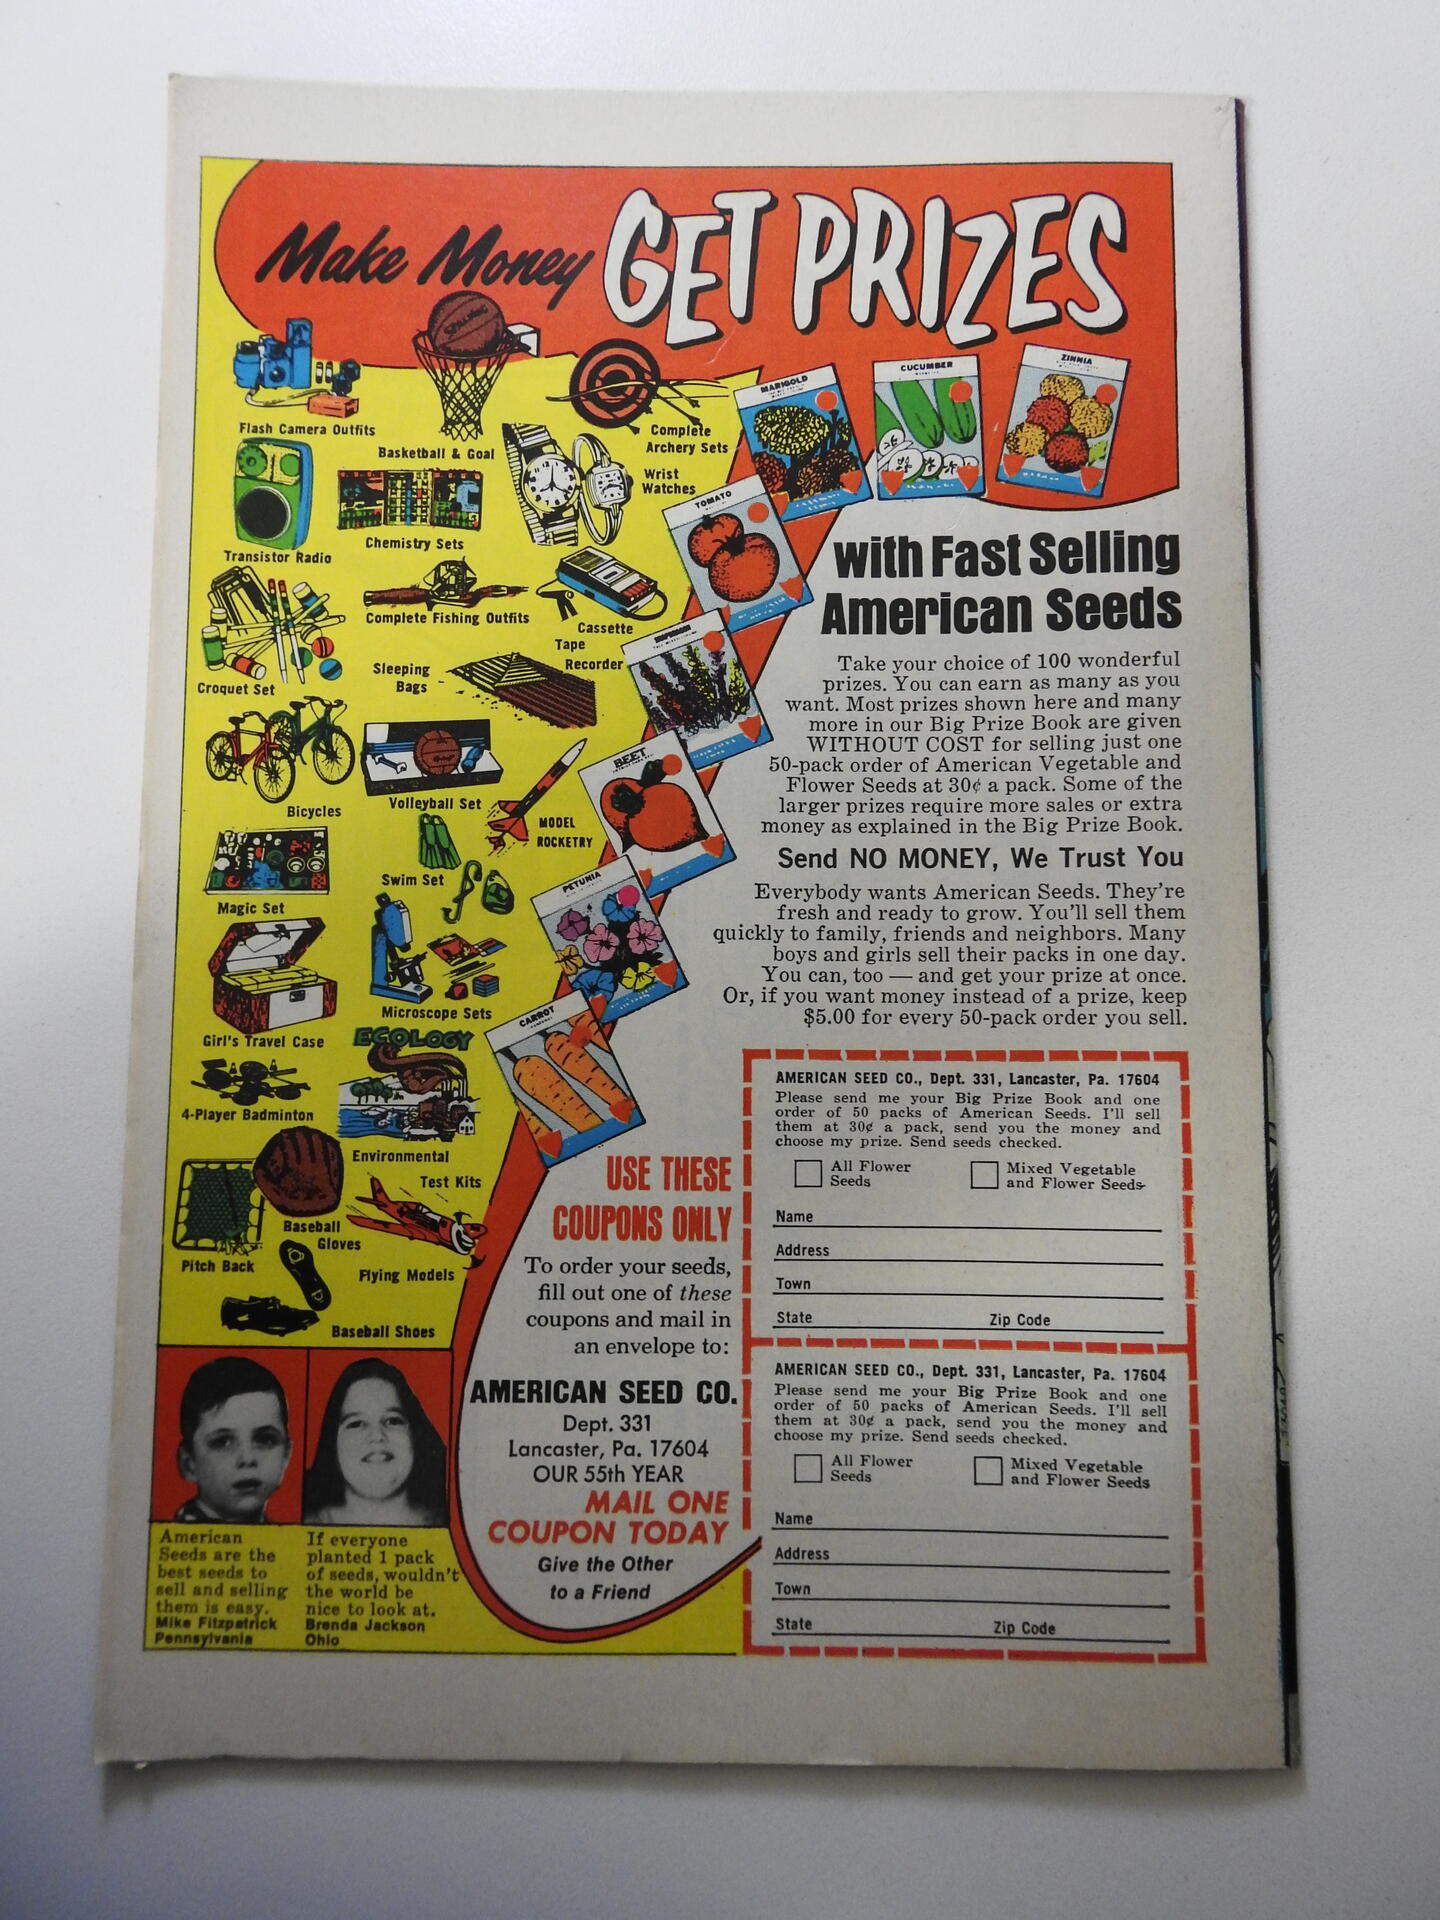 Make Money GET PRIZES
SPALDING
Flash Camera Outfits
Basketball & Goal
Complete
Archery Sets
Wrist
Watches
Transistor Radio
Chemistry Sets
Complete Fishing Outfits
Cassette
Tape
Recorder
Croquet Set
Sleeping
Bags
Bicycles
Volleyball Set
MODEL
ROCKETRY
Magic Set
Swim Set
Girl's Travel Case
Microscope Sets
ECOLOGY
4-Player Badminton
Environmental
Test Kits
Baseball
Gloves
Pitch Back
Flying Models
Baseball Shoes
MARIGOLD
CUCUMBER
ZINNIA
TOMATO
BEET
PETUNIA
CARROT
with Fast Selling
American Seeds
Take your choice of 100 wonderful
prizes. You can earn as many as you
want. Most prizes shown here and many
more in our Big Prize Book are given
WITHOUT COST for selling just one
50-pack order of American Vegetable and
Flower Seeds at 30¢ a pack. Some of the
larger prizes require more sales or extra
money as explained in the Big Prize Book.
Send NO MONEY, We Trust You
Everybody wants American Seeds. They're
fresh and ready to grow. You'll sell them
quickly to family, friends and neighbors. Many
boys and girls sell their packs in one day.
You can, too — and get your prize at once.
Or, if you want money instead of a prize, keep
$5.00 for every 50-pack order you sell.
USE THESE
COUPONS ONLY
To order your seeds,
fill out one of these
coupons and mail in
an envelope to:
AMERICAN SEED CO.
Dept. 331
Lancaster, Pa. 17604
OUR 55th YEAR
MAIL ONE
COUPON TODAY
Give the Other
to a Friend
AMERICAN SEED CO., Dept. 331, Lancaster, Pa. 17604
Please send me your Big Prize Book and one
order of 50 packs of American Seeds. I'll sell
them at 30¢ a pack, send you the money and
choose my prize. Send seeds checked.
All Flower
Seeds
Mixed Vegetable
and Flower Seeds
Name
Address
Town
State Zip Code
AMERICAN SEED CO., Dept. 331, Lancaster, Pa. 17604
Please send me your Big Prize Book and one
order of 50 packs of American Seeds. I'll sell
them at 30¢ a pack, send you the money and
choose my prize. Send seeds checked.
All Flower
Seeds
Mixed Vegetable
and Flower Seeds
Name
Address
Town
State Zip Code
American
Seeds are the
best seeds to
sell and selling
them is easy.
Mike Fitzpatrick
Pennsylvania
If everyone
planted 1 pack
of seeds, wouldn't
the world be
nice to look at.
Brenda Jackson
Ohio